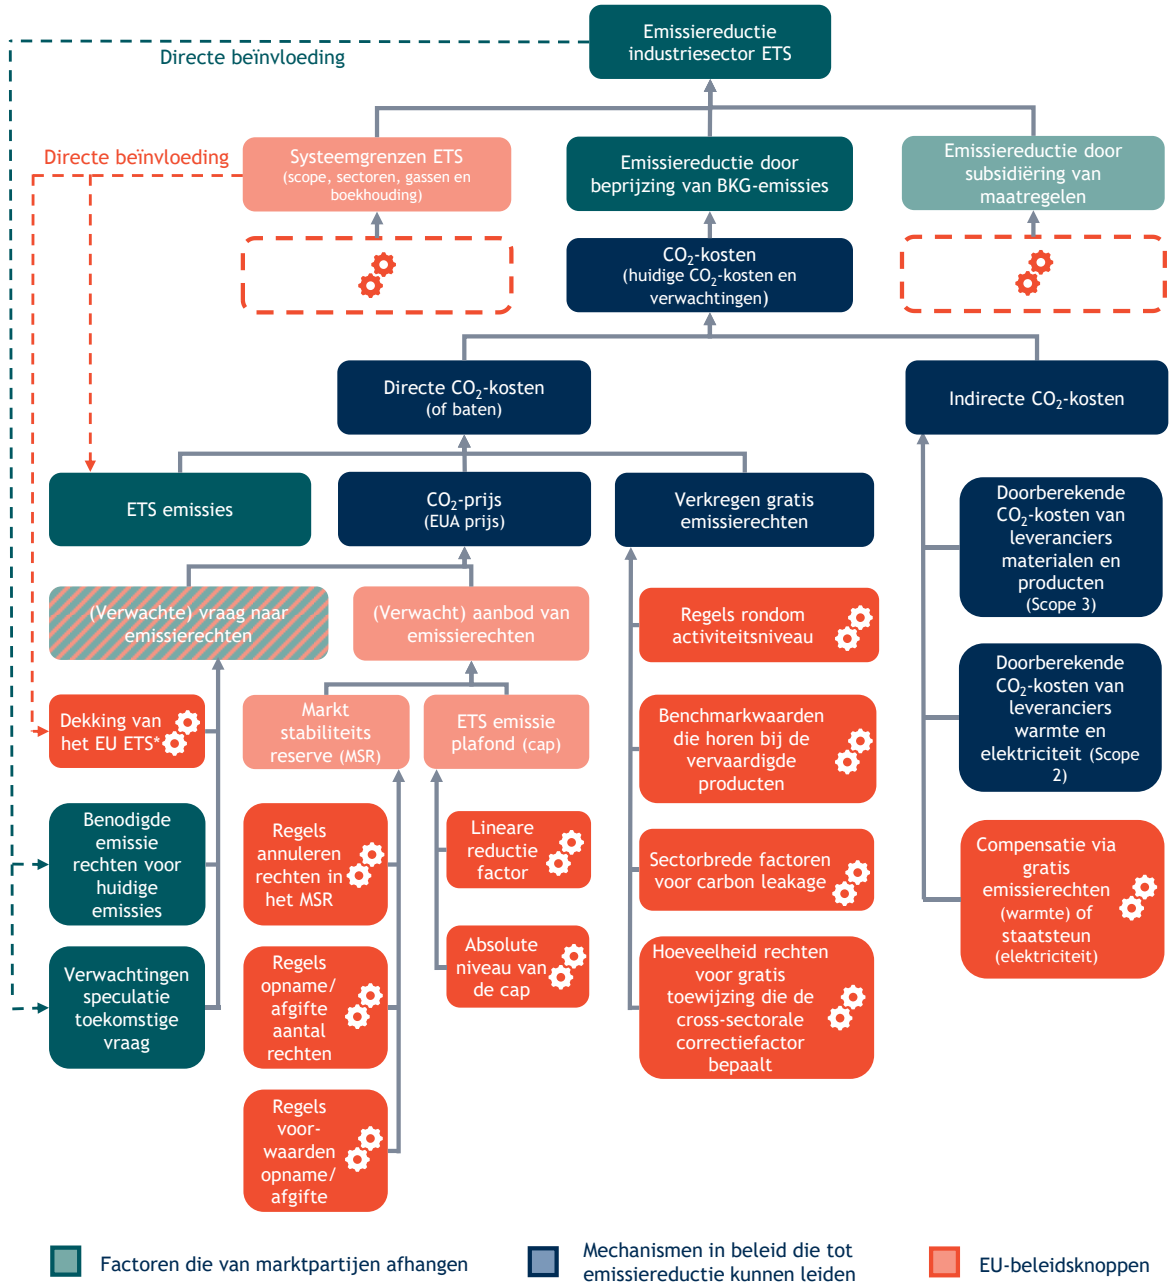 Emissiereductie
industriesector ETS
Directe beïnvloeding
Directe beïnvloeding
Systeemgrenzen ETS
(scope, sectoren, gassen en
boekhouding)
Emissiereductie door
beprijzing van BKG-emissies
Emissiereductie door
subsidiëring van
maatregelen
CO₂-kosten
(huidige CO₂-kosten en
verwachtingen)
Directe CO₂-kosten
(of baten)
Indirecte CO₂-kosten
ETS emissies
CO₂-prijs
(EUA prijs)
Verkregen gratis
emissierechten
Doorberekende
CO₂-kosten van
leveranciers
materialen en
producten
(Scope 3)
(Verwachte) vraag naar
emissierechten
(Verwacht) aanbod van
emissierechten
Regels rondom
activiteitsniveau
Doorberekende
CO₂-kosten van
leveranciers
warmte en
elektriciteit (Scope
2)
Dekking van
het EU ETS*
Markt
stabiliteits
reserve (MSR)
ETS emissie
plafond (cap)
Benchmarkwaarden
die horen bij de
vervaardigde
producten
Benodigde
emissie
rechten voor
huidige
emissies
Regels
annuleren
rechten in
het MSR
Lineare
reductie
factor
Sectorbrede factoren
voor carbon leakage
Compensatie via
gratis
emissierechten
(warmte) of
staatsteun
(elektriciteit)
Verwachtingen
speculatie
toekomstige
vraag
Regels
opname/
afgifte
aantal
rechten
Absolute
niveau van
de cap
Hoeveelheid rechten
voor gratis
toewijzing die de
cross-sectorale
correctiefactor
bepaalt
Regels
voor-
waarden
opname/
afgifte
Factoren die van marktpartijen afhangen
Mechanismen in beleid die tot
emissiereductie kunnen leiden
EU-beleidsknoppen